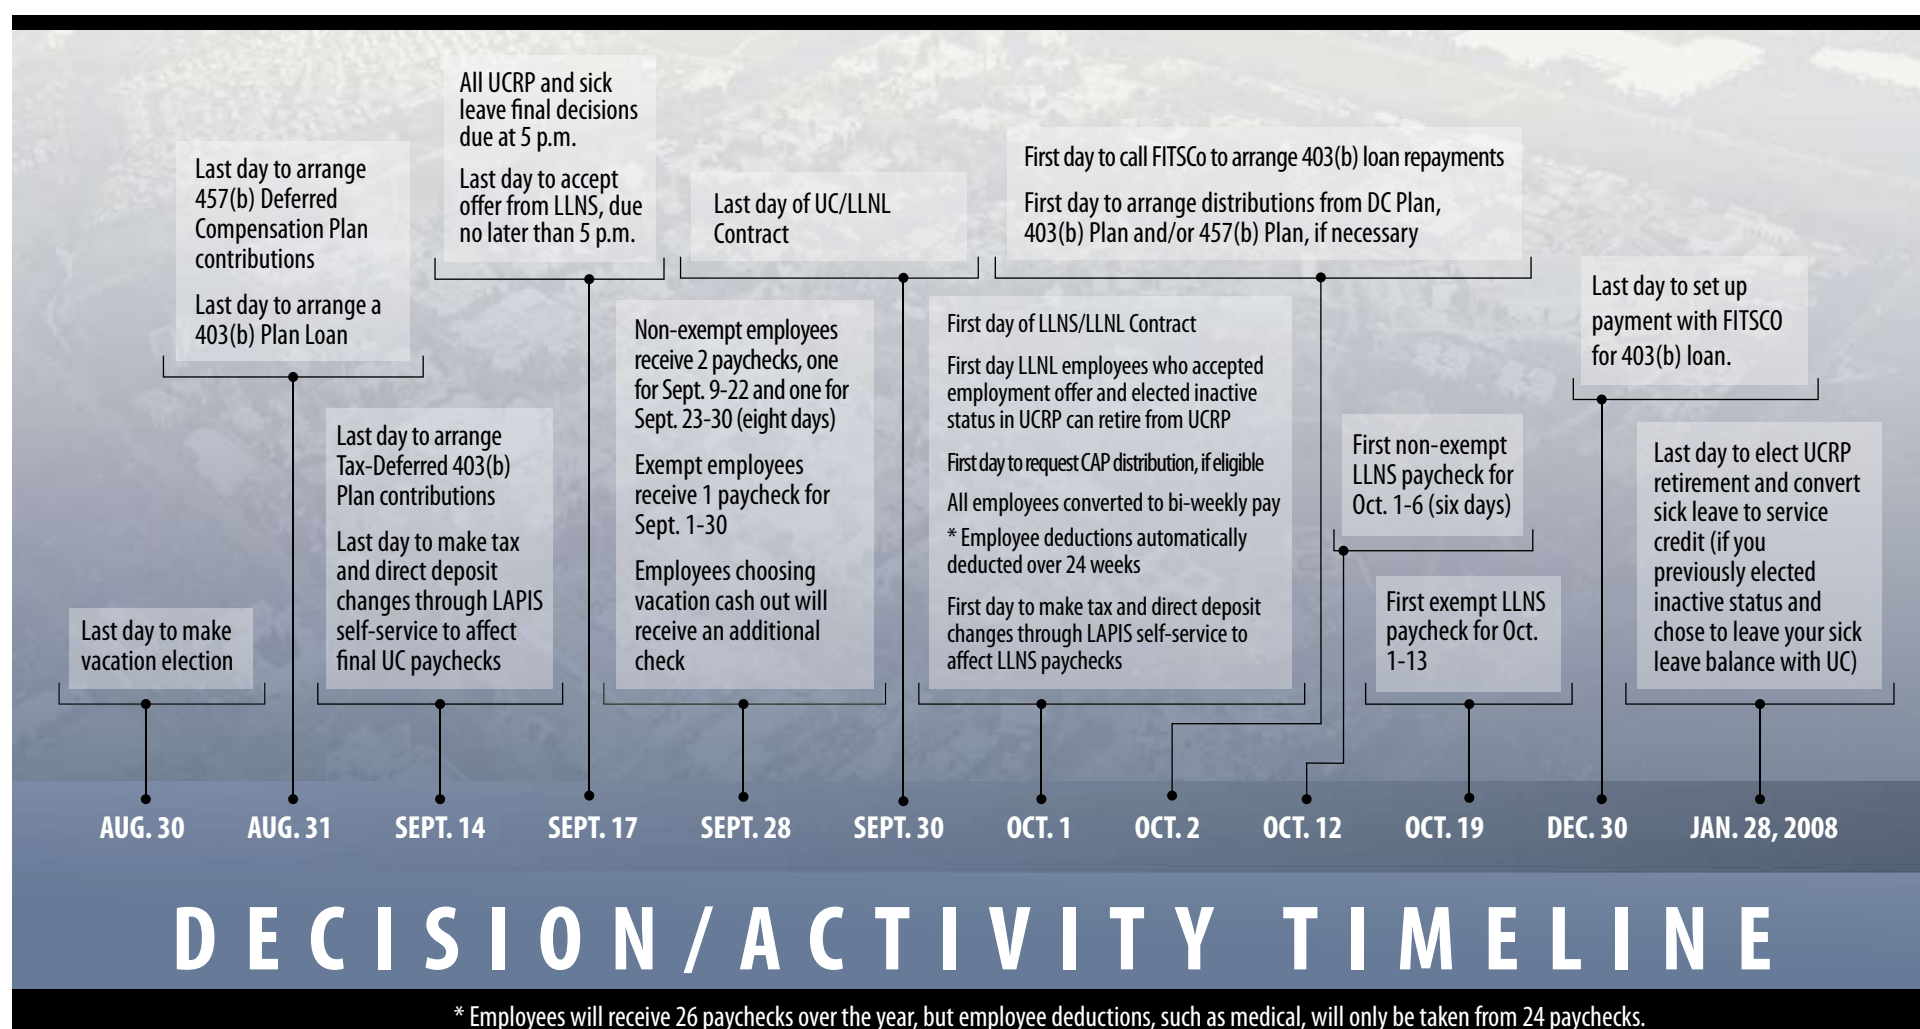 All UCRP and sick
leave final decisions
due at 5 p.m.
Last day to accept
offer from LLNS, due
no later than 5 p.m.
Last day to arrange
457(b) Deferred
Compensation Plan
contributions
Last day to arrange a
403(b) Plan Loan
Last day of UC/LLNL
Contract
First day to call FITSCo to arrange 403(b) loan repayments
First day to arrange distributions from DC Plan,
403(b) Plan and/or 457(b) Plan, if necessary
Last day to set up
payment with FITSCO
for 403(b) loan.
Last day to make
vacation election
Last day to arrange
Tax-Deferred 403(b)
Plan contributions
Last day to make tax
and direct deposit
changes through LAPIS
self-service to affect
final UC paychecks
Non-exempt employees
receive 2 paychecks, one
for Sept. 9-22 and one for
Sept. 23-30 (eight days)
Exempt employees
receive 1 paycheck for
Sept. 1-30
Employees choosing
vacation cash out will
receive an additional
check
First day of LLNS/LLNL Contract
First day LLNL employees who accepted
employment offer and elected inactive
status in UCRP can retire from UCRP
First day to request CAP distribution, if eligible
All employees converted to bi-weekly pay
* Employee deductions automatically
deducted over 24 weeks
First day to make tax and direct deposit
changes through LAPIS self-service to
affect LLNS paychecks
First non-exempt
LLNS paycheck for
Oct. 1-6 (six days)
First exempt LLNS
paycheck for Oct.
1-13
Last day to elect UCRP
retirement and convert
sick leave to service
credit (if you
previously elected
inactive status and
chose to leave your sick
leave balance with UC)
AUG. 30 AUG. 31 SEPT. 14 SEPT. 17 SEPT. 28 SEPT. 30 OCT. 1 OCT. 2 OCT. 12 OCT. 19 DEC. 30 JAN. 28, 2008
DECISION/ACTIVITY TIMELINE
* Employees will receive 26 paychecks over the year, but employee deductions, such as medical, will only be taken from 24 paychecks.